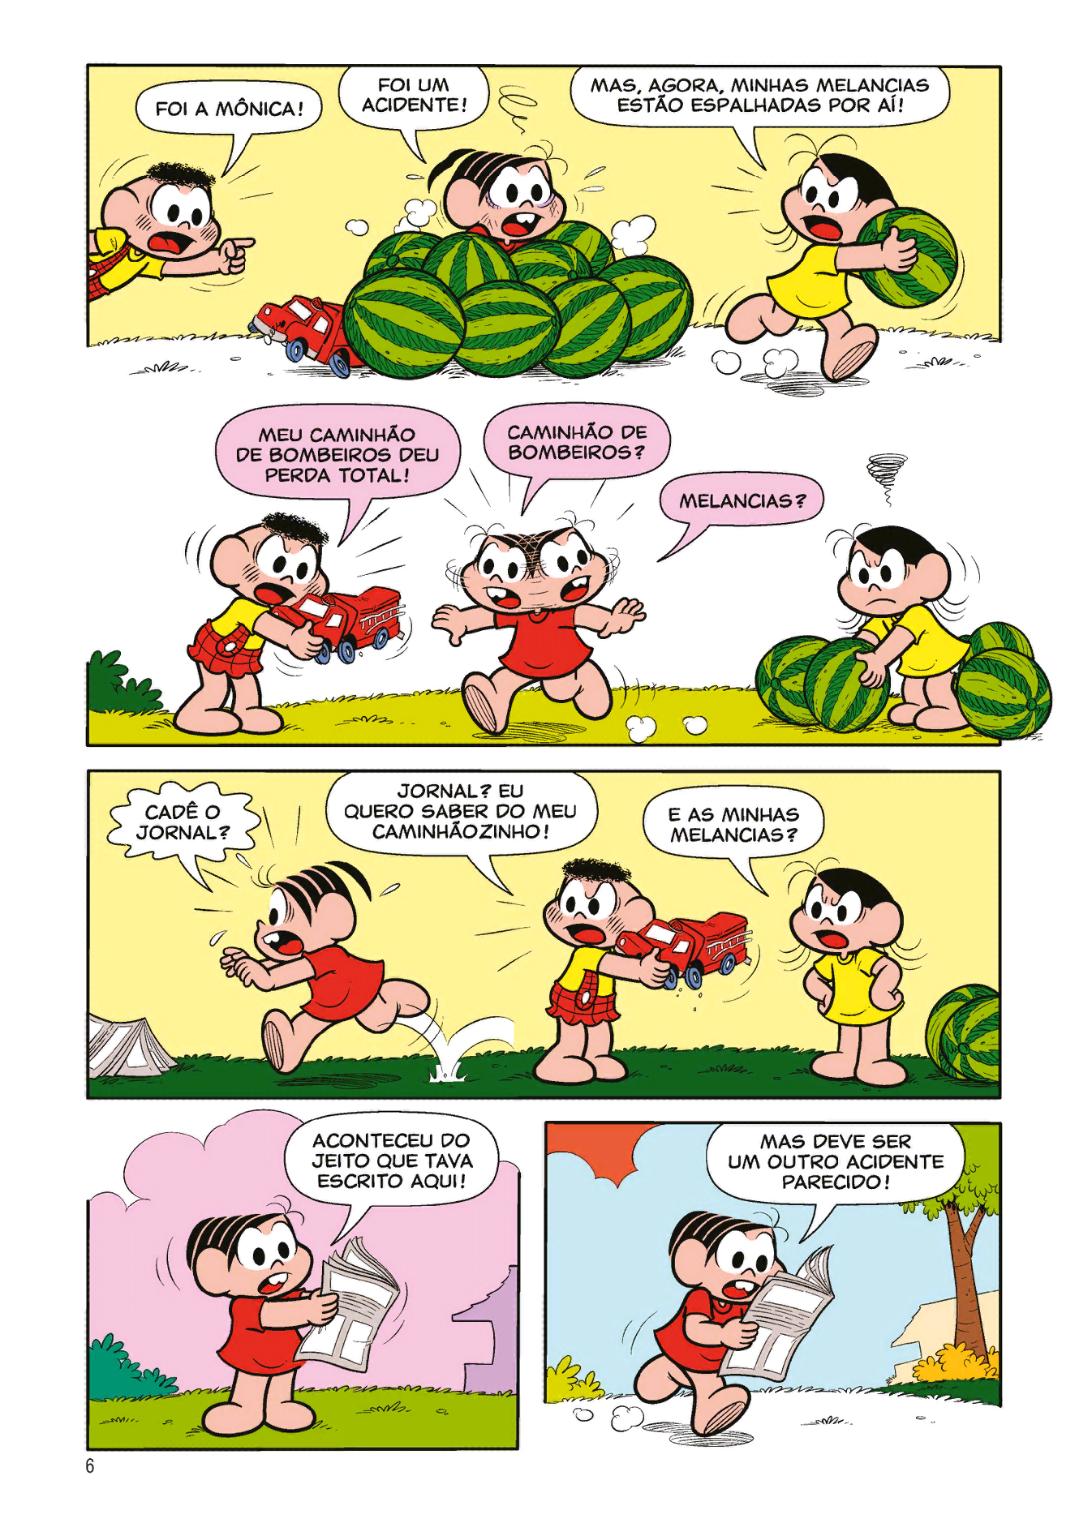 FOI A MÔNICA!
FOI UM
ACIDENTE!
MAS, AGORA, MINHAS MELANCIAS
ESTÃO ESPALHADAS POR AÍ!
MEU CAMINHÃO
DE BOMBEIROS DEU
PERDA TOTAL!
CAMINHÃO DE
BOMBEIROS?
MELANCIAS?
CADÊ O
JORNAL?
JORNAL? EU
QUERO SABER DO MEU
CAMINHÃOZINHO!
E AS MINHAS
MELANCIAS?
ACONTECEU DO
JEITO QUE TAVA
ESCRITO AQUI!
MAS DEVE SER
UM OUTRO ACIDENTE
PARECIDO!
6